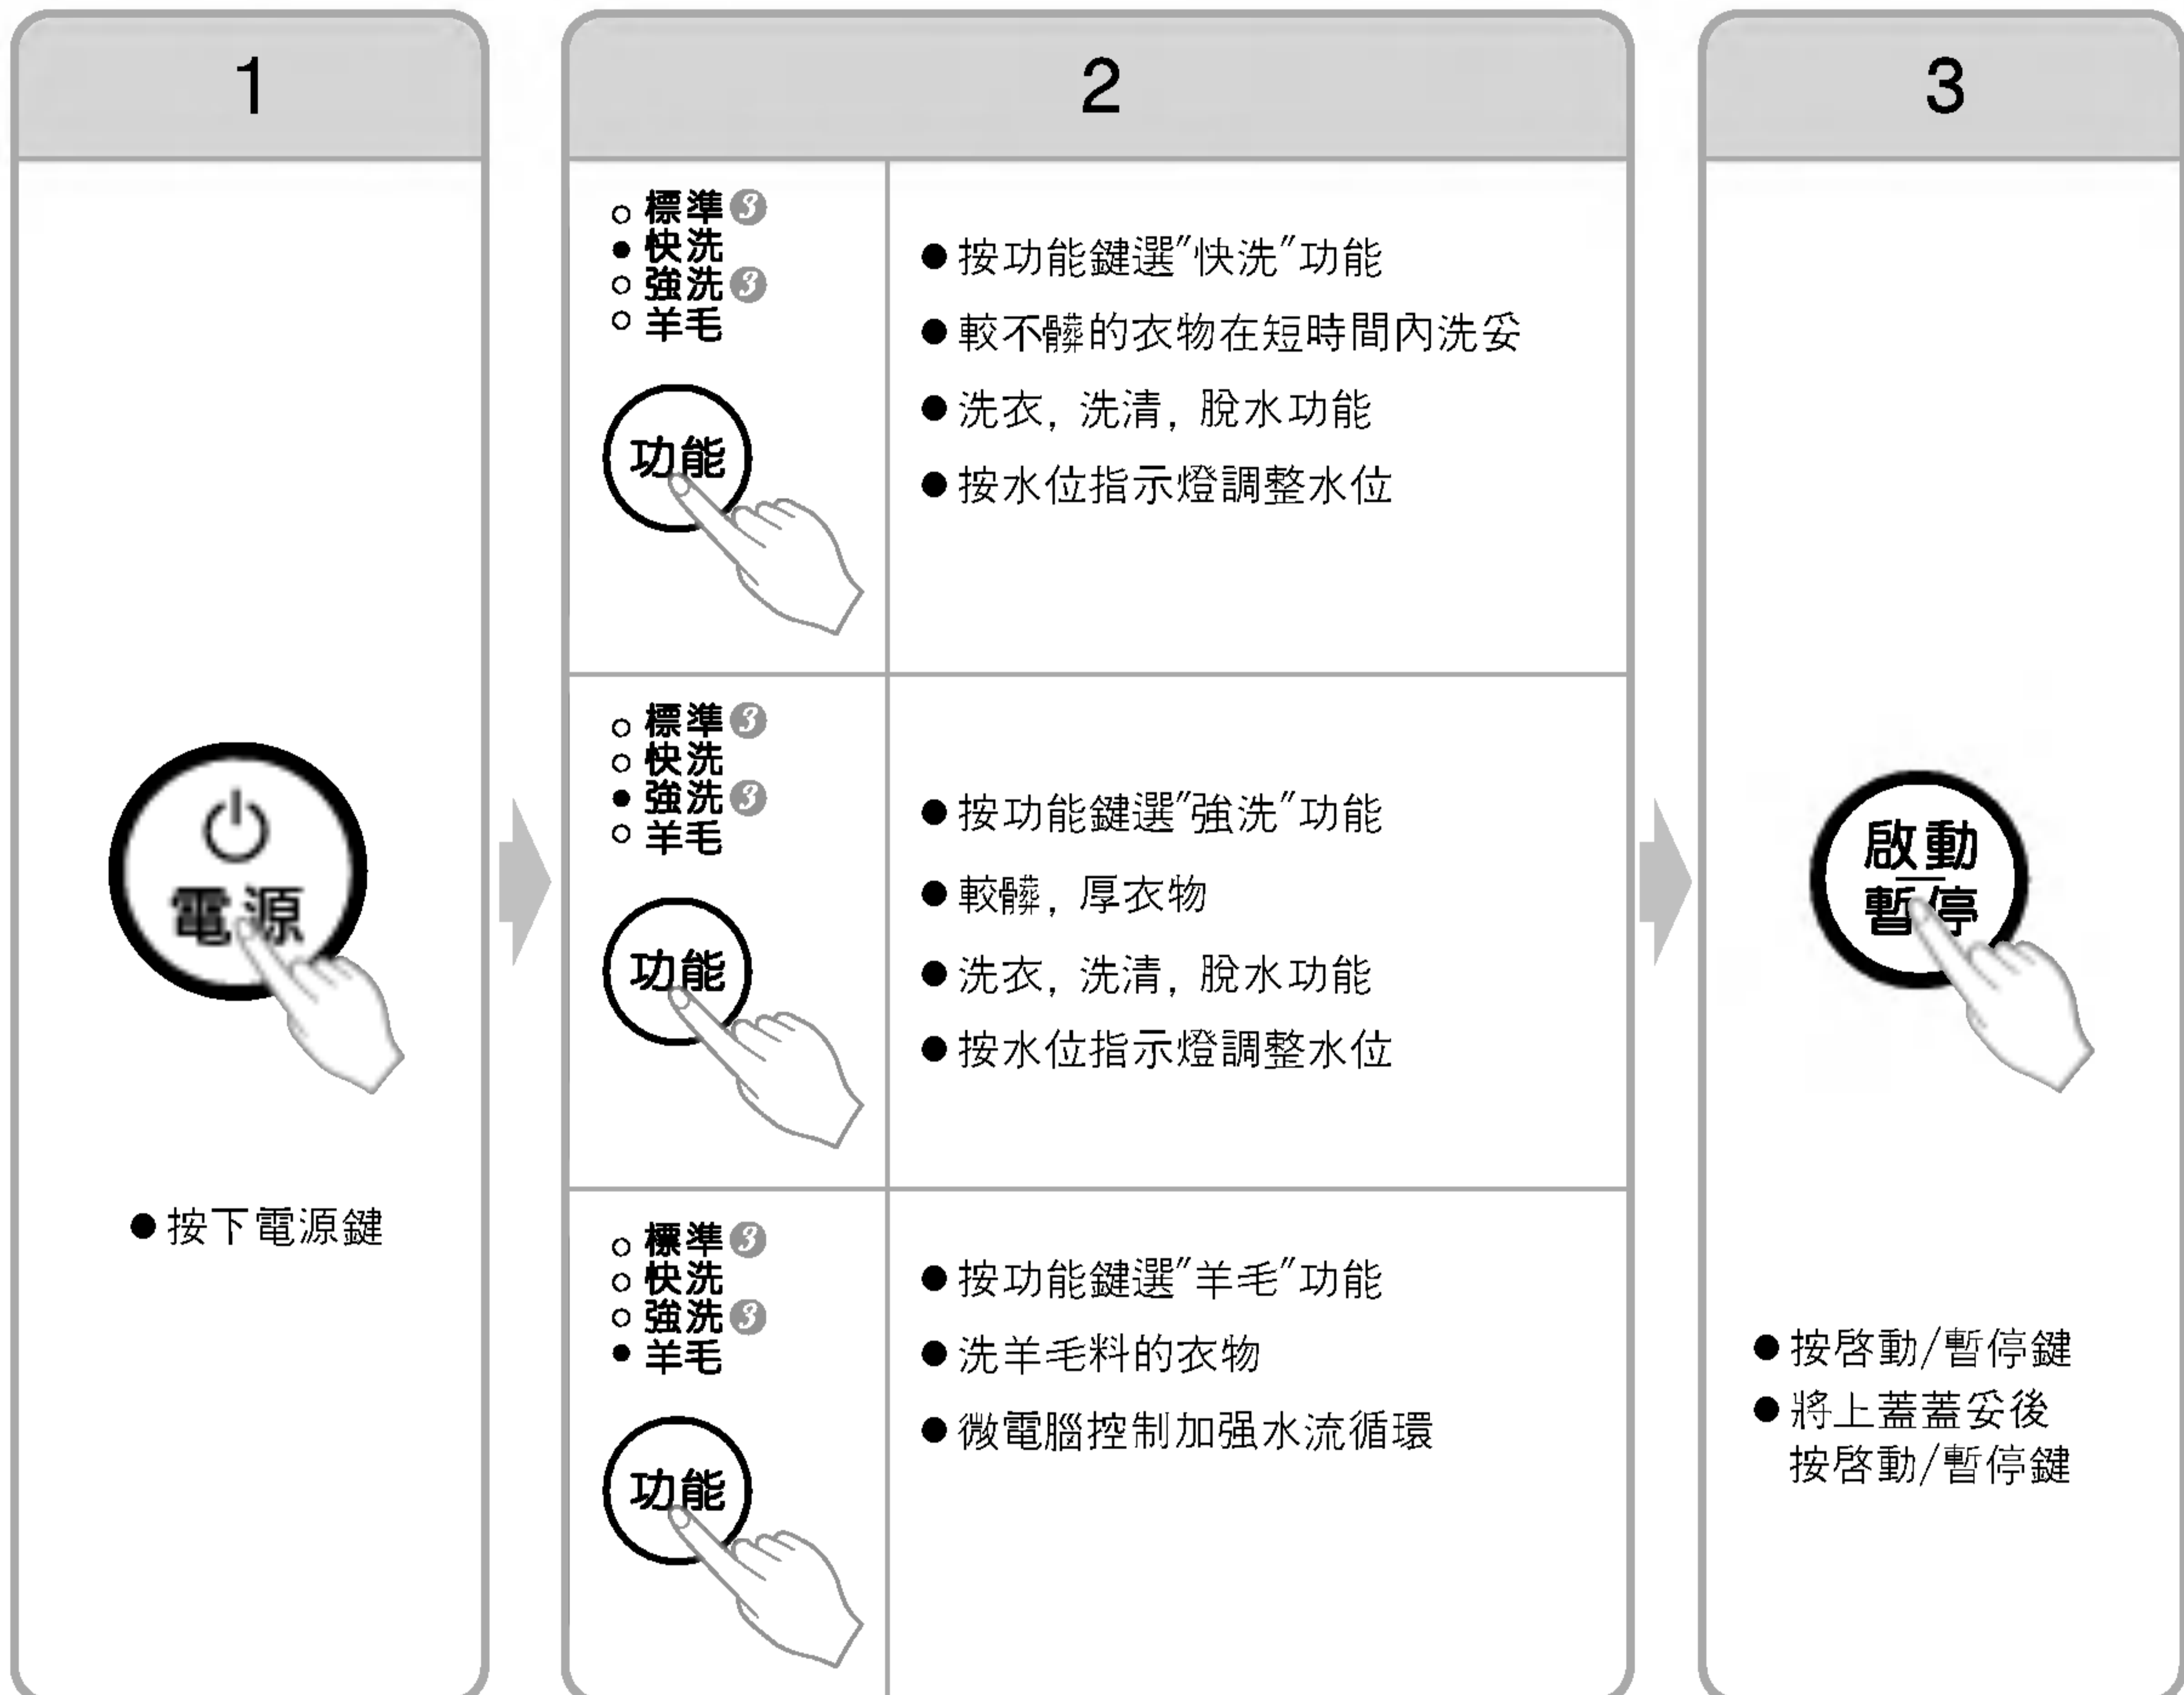 1
電源
●按下電源鍵
2
○ 標準 3
● 快洗
○ 強洗 3
○ 羊毛
功能
●按功能鍵選"快洗"功能
●較不髒的衣物在短時間內洗妥
●洗衣, 洗清, 脫水功能
●按水位指示燈調整水位
○ 標準 3
○ 快洗
● 強洗 3
○ 羊毛
功能
●按功能鍵選"強洗"功能
●較髒, 厚衣物
●洗衣, 洗清, 脫水功能
●按水位指示燈調整水位
○ 標準 3
○ 快洗
○ 強洗 3
● 羊毛
功能
●按功能鍵選"羊毛"功能
●洗羊毛料的衣物
●微電腦控制加强水流循環
3
啟動
暫停
●按啓動/暫停鍵
●將上蓋蓋妥後
按啓動/暫停鍵